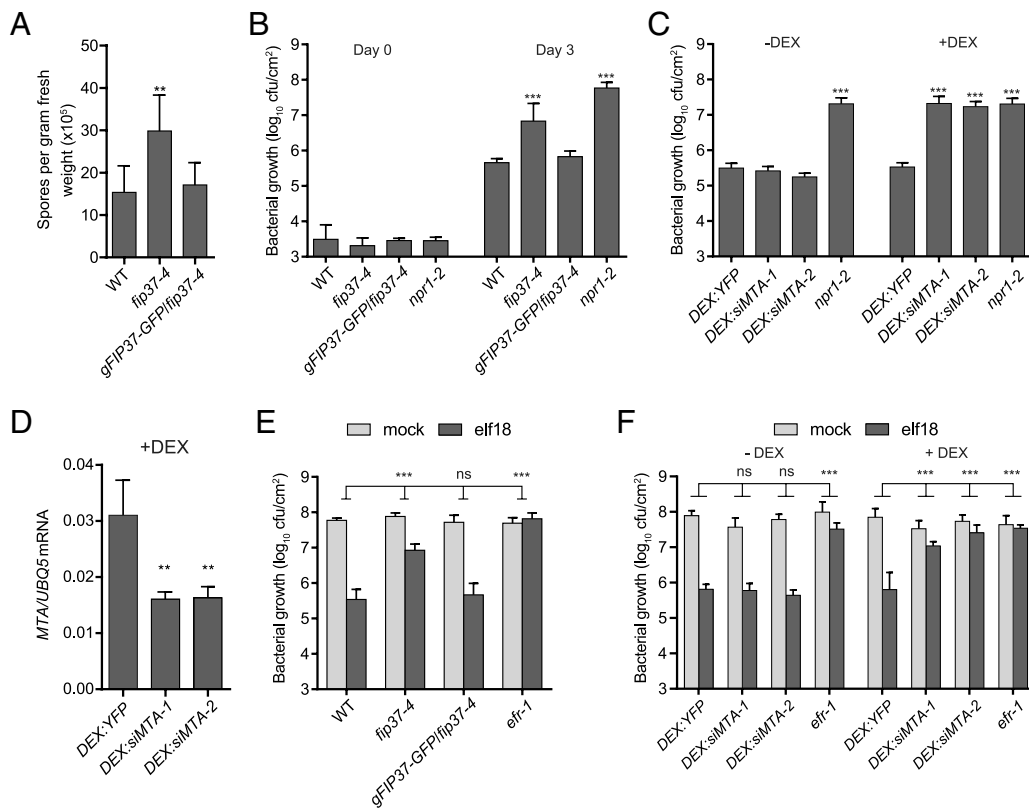 A
Spores per gram fresh
weight (x10⁵)
50
40
30
20
10
0
**
WT
fip37-4
gFIP37-GFP/fip37-4
B
Bacterial growth (log₁₀ cfu/cm²)
9
8
7
6
5
4
3
Day 0
Day 3
***
***
WT
fip37-4
gFIP37-GFP/fip37-4
npr1-2
WT
fip37-4
gFIP37-GFP/fip37-4
npr1-2
C
Bacterial growth (log₁₀ cfu/cm²)
9
8
7
6
5
4
3
-DEX
+DEX
***
*** *** ***
DEX:YFP
DEX:siMTA-1
DEX:siMTA-2
npr1-2
DEX:YFP
DEX:siMTA-1
DEX:siMTA-2
npr1-2
D
+DEX
MTA/UBQ5 mRNA
0.04
0.03
0.02
0.01
0.00
** **
DEX:YFP
DEX:siMTA-1
DEX:siMTA-2
E
mock elf18
Bacterial growth (log₁₀ cfu/cm²)
9
8
7
6
5
4
3
*** ns ***
WT
fip37-4
gFIP37-GFP/fip37-4
efr-1
F
mock elf18
- DEX
+ DEX
Bacterial growth (log₁₀ cfu/cm²)
9
8
7
6
5
4
3
ns ns ***
*** *** ***
DEX:YFP
DEX:siMTA-1
DEX:siMTA-2
efr-1
DEX:YFP
DEX:siMTA-1
DEX:siMTA-2
efr-1